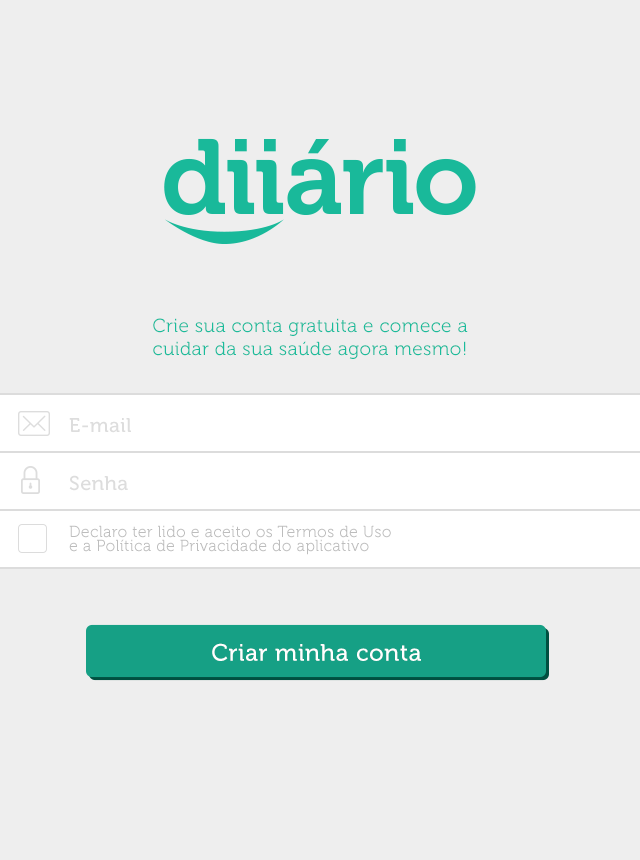 diiário
Crie sua conta gratuita e comece a
cuidar da sua saúde agora mesmo!
E-mail
Senha
Declaro ter lido e aceito os Termos de Uso
e a Política de Privacidade do aplicativo
Criar minha conta